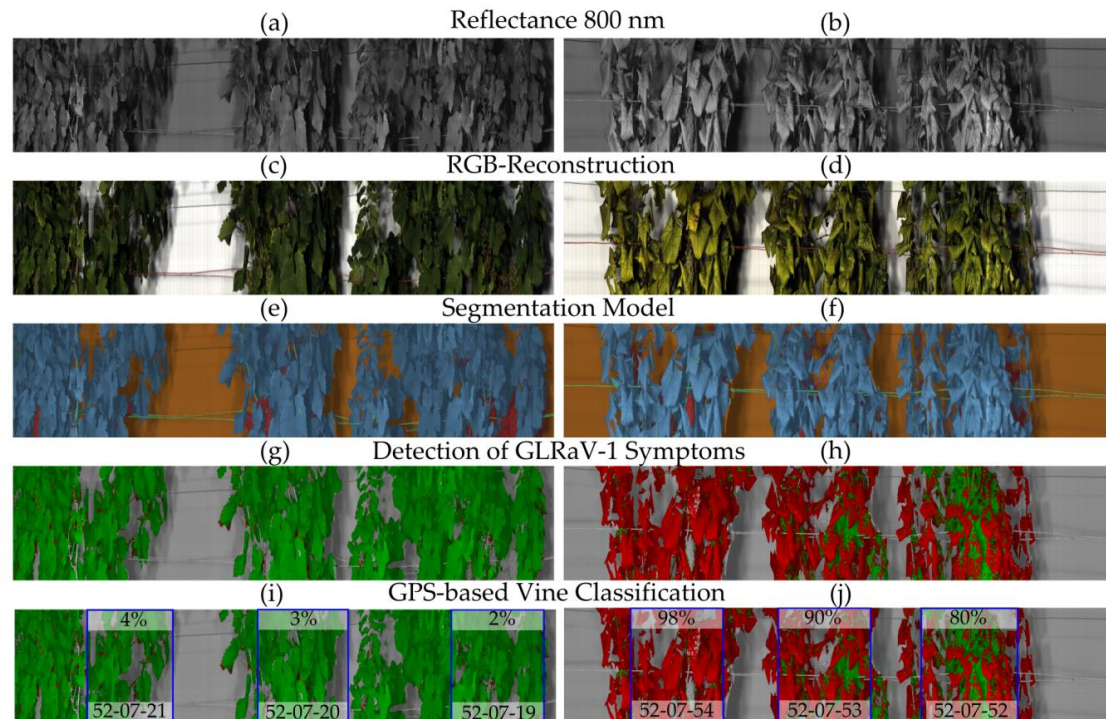 (a) (b)
Reflectance 800 nm
(c) (d)
RGB-Reconstruction
(e) (f)
Segmentation Model
(g) (h)
Detection of GLRaV-1 Symptoms
(i) (j)
GPS-based Vine Classification
4% 3% 2% 98% 90% 80%
52-07-21 52-07-20 52-07-19 52-07-54 52-07-53 52-07-52